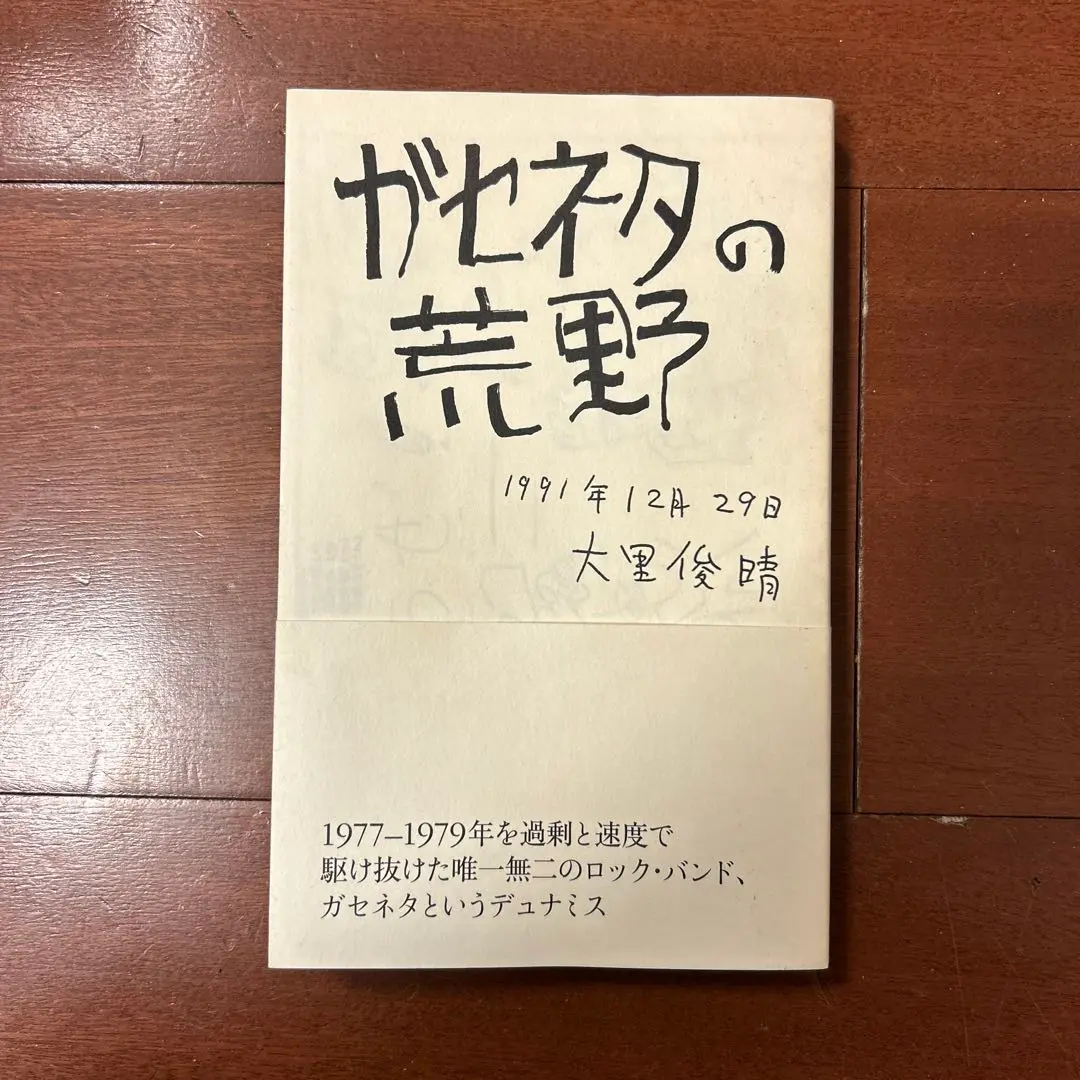 ガセネタの
荒野
1991年12月29日
大里俊晴
1977–1979年を過剰と速度で
駆け抜けた唯一無二のロック・バンド、
ガセネタというデュナミス